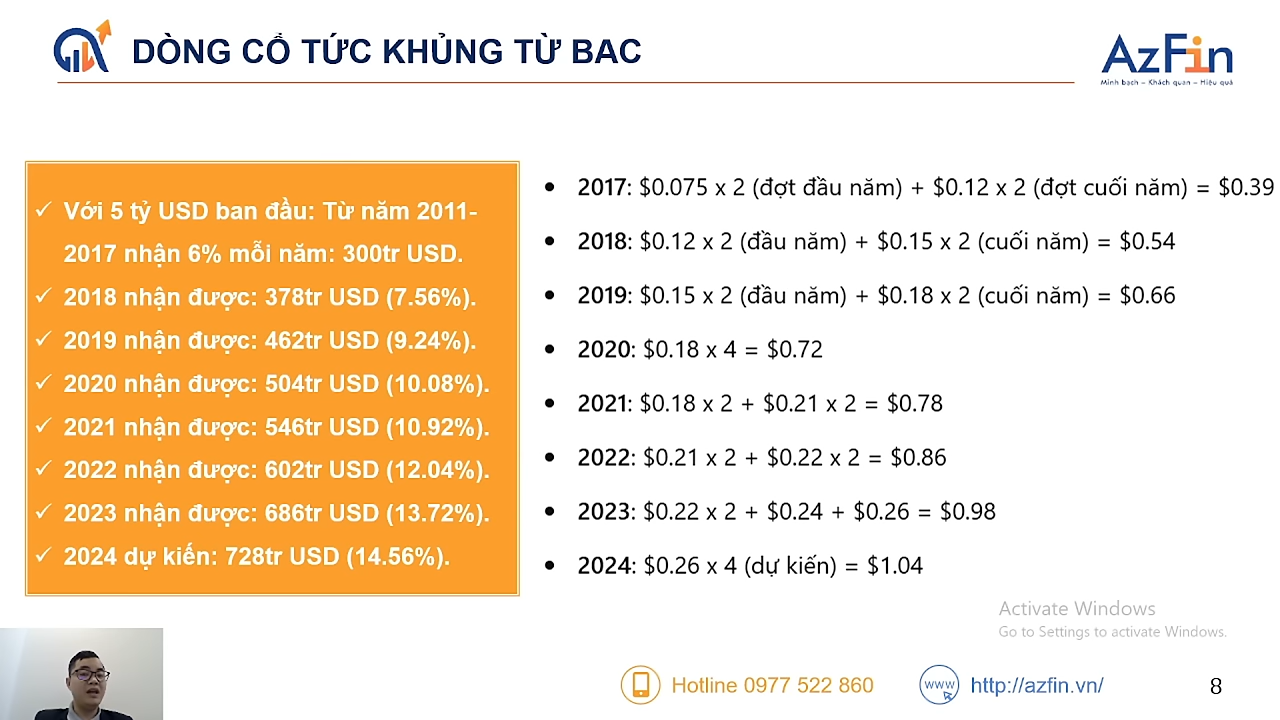 DÒNG CỔ TỨC KHỦNG TỪ BAC
AzFin
Minh bạch – Khách quan – Hiệu quả
✓ Với 5 tỷ USD ban đầu: Từ năm 2011-
2017 nhận 6% mỗi năm: 300tr USD.
✓ 2018 nhận được: 378tr USD (7.56%).
✓ 2019 nhận được: 462tr USD (9.24%).
✓ 2020 nhận được: 504tr USD (10.08%).
✓ 2021 nhận được: 546tr USD (10.92%).
✓ 2022 nhận được: 602tr USD (12.04%).
✓ 2023 nhận được: 686tr USD (13.72%).
✓ 2024 dự kiến: 728tr USD (14.56%).
• 2017: $0.075 x 2 (đợt đầu năm) + $0.12 x 2 (đợt cuối năm) = $0.39
• 2018: $0.12 x 2 (đầu năm) + $0.15 x 2 (cuối năm) = $0.54
• 2019: $0.15 x 2 (đầu năm) + $0.18 x 2 (cuối năm) = $0.66
• 2020: $0.18 x 4 = $0.72
• 2021: $0.18 x 2 + $0.21 x 2 = $0.78
• 2022: $0.21 x 2 + $0.22 x 2 = $0.86
• 2023: $0.22 x 2 + $0.24 + $0.26 = $0.98
• 2024: $0.26 x 4 (dự kiến) = $1.04
Activate Windows
Go to Settings to activate Windows.
Hotline 0977 522 860
www
http://azfin.vn/
8